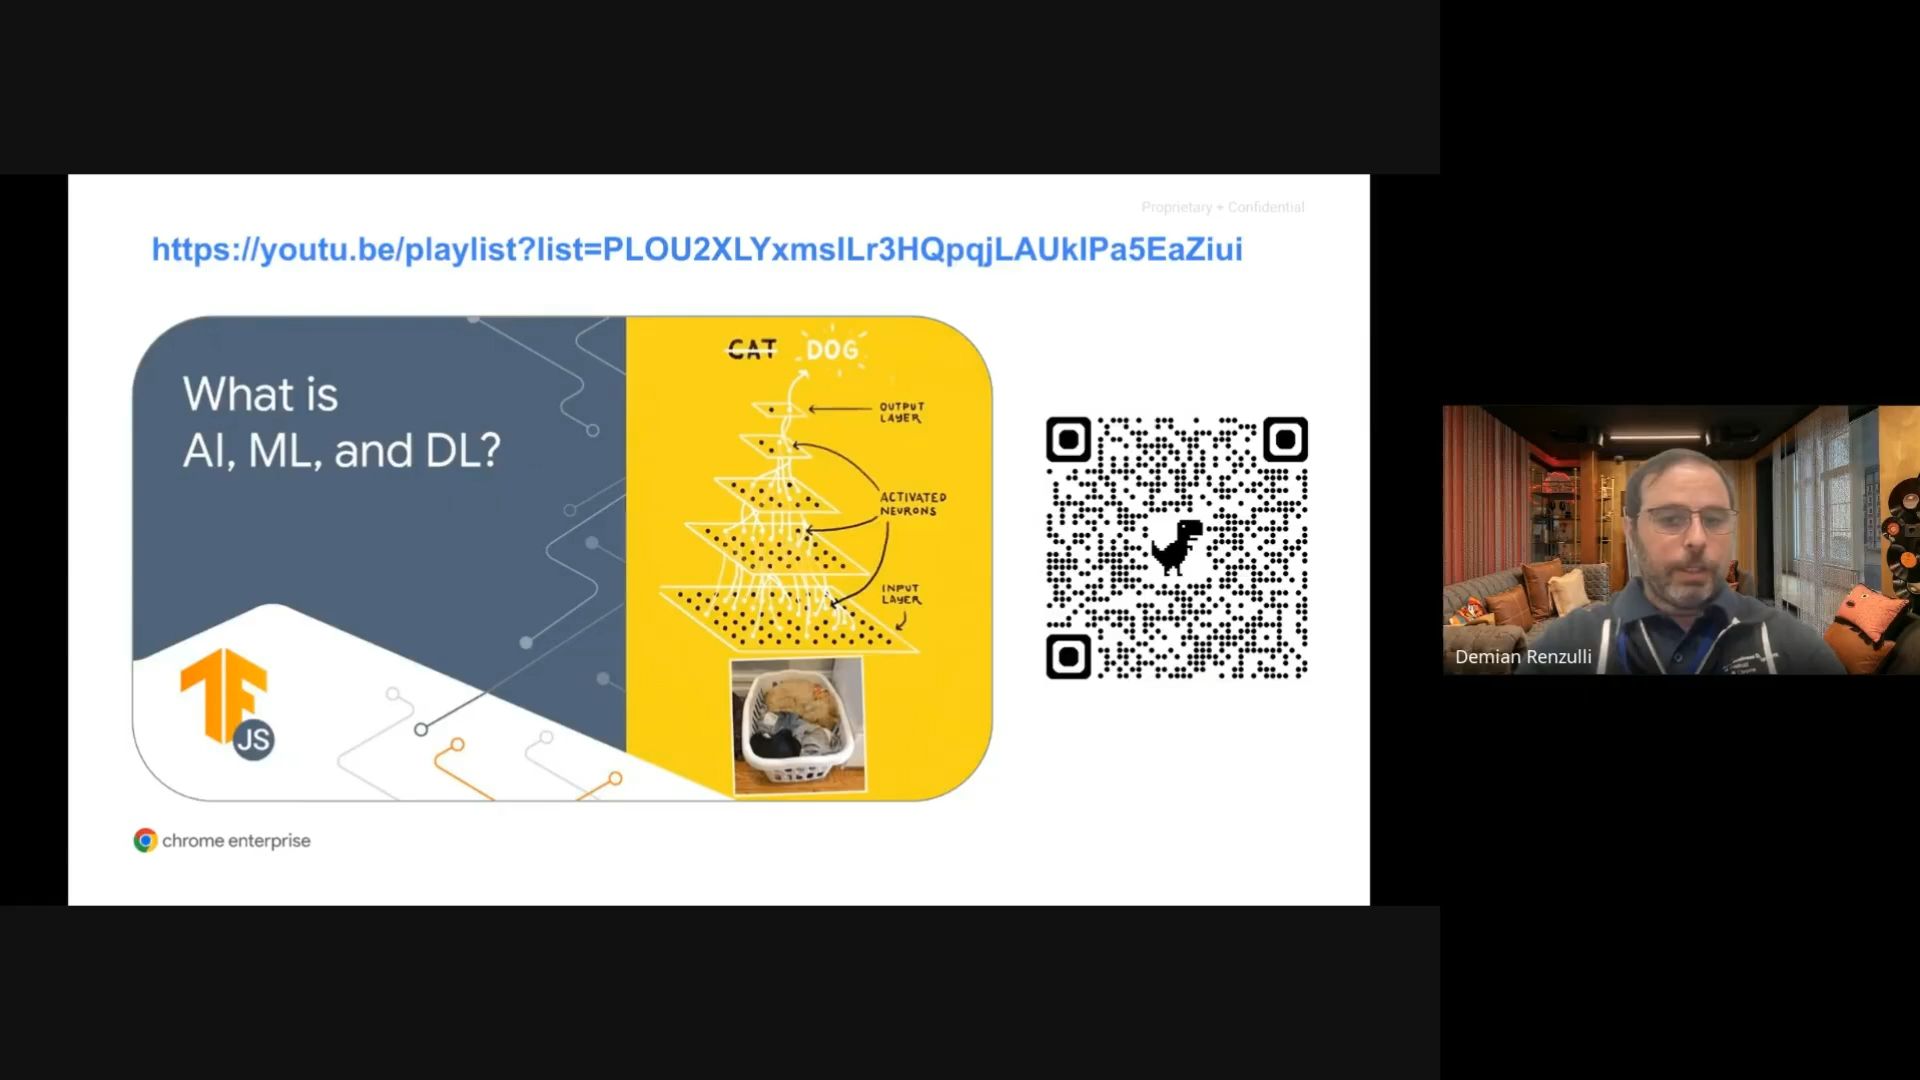 Proprietary + Confidential
https://youtu.be/playlist?list=PLOU2XLYxmsILr3HQpqjLAUkIPa5EaZiui
What is
AI, ML, and DL?
CAT DOG
OUTPUT
LAYER
ACTIVATED
NEURONS
INPUT
LAYER
JS
chrome enterprise
Demian Renzulli